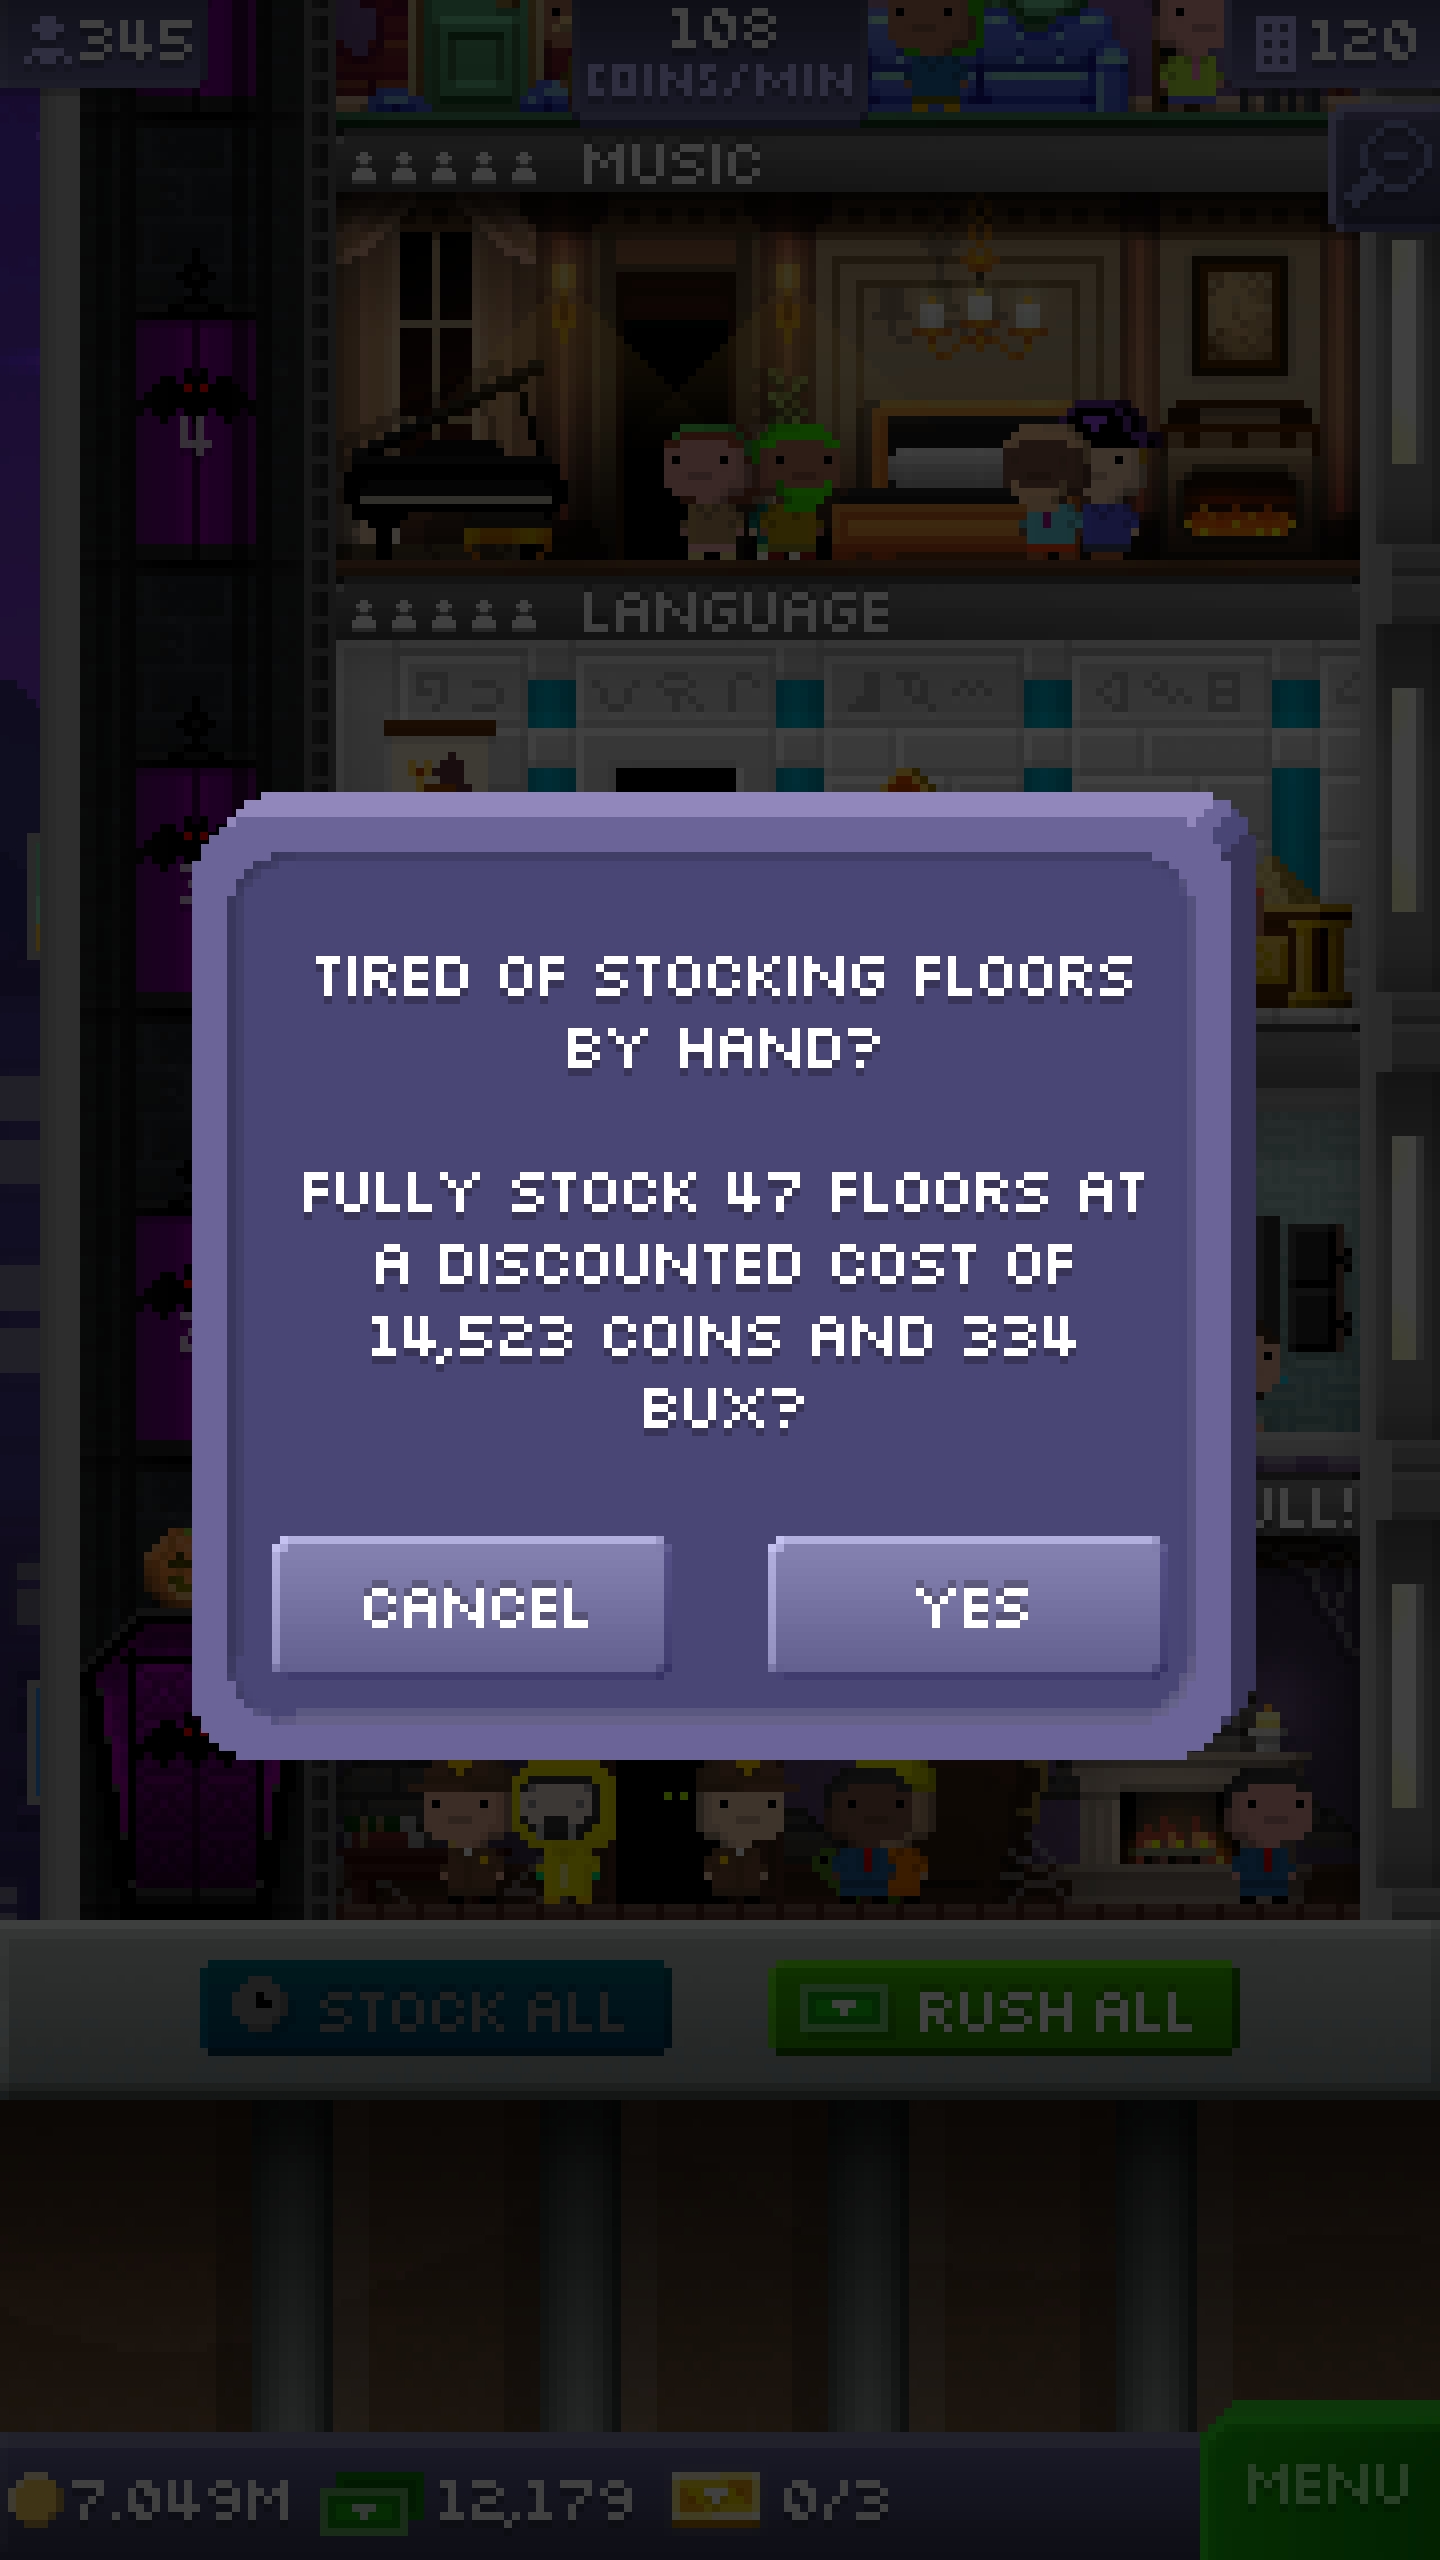 345
108
COINS/MIN
120
MUSIC
4
LANGUAGE
TIRED OF STOCKING FLOORS
BY HAND?
FULLY STOCK 47 FLOORS AT
A DISCOUNTED COST OF
14,523 COINS AND 334
BUX?
ULL!
CANCEL
YES
STOCK ALL
RUSH ALL
7.049M
12,179
0/3
MENU